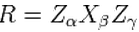 R = Z_α X_β Z_γ